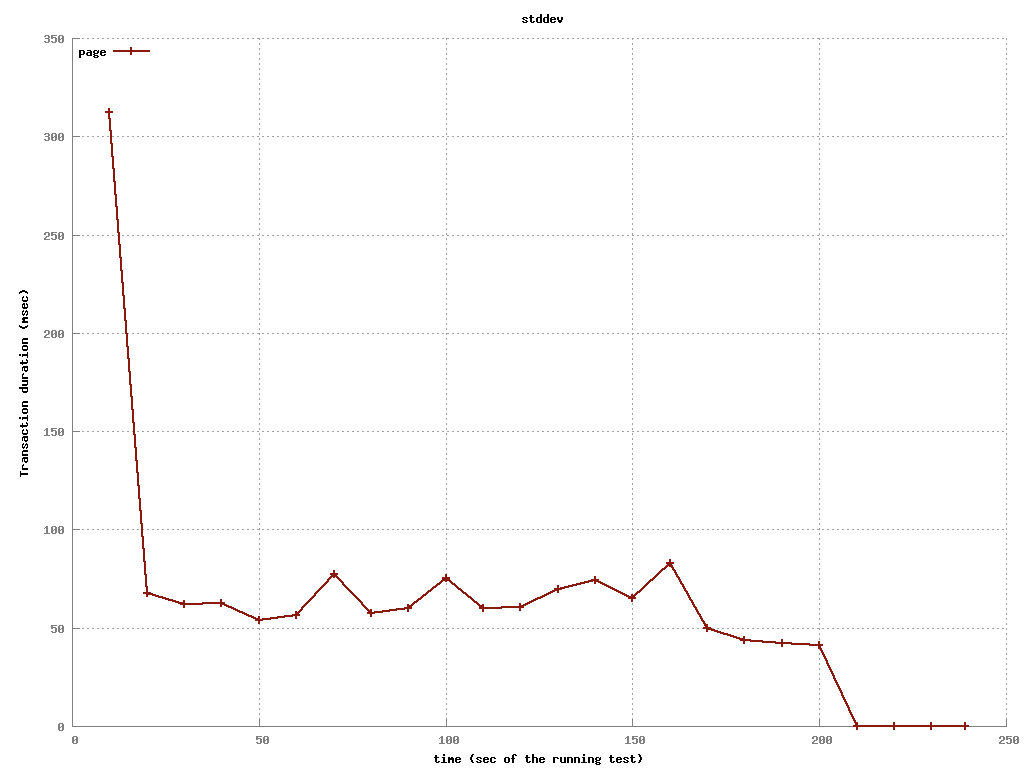 stddev
350
page
300
250
200
150
100
50
0
Transaction duration (msec)
0 50 100 150 200 250
time (sec of the running test)